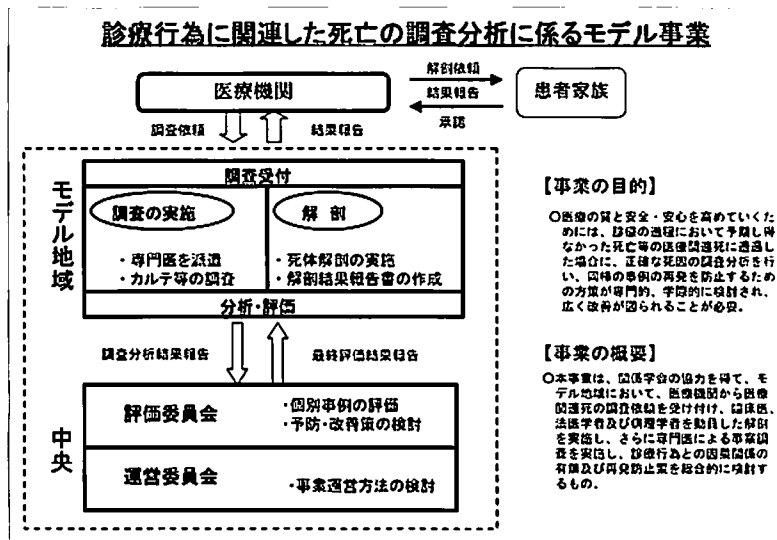 診療行為に関連した死亡の調査分析に係るモデル事業
医療機関
解剖依頼
結果報告
承諾
患者家族
調査依頼
結果報告
モデル地域
調査受付
調査の実施
・専門医を派遣
・カルテ等の調査
解 剖
・死体解剖の実施
・解剖結果報告書の作成
分析・評価
調査分析結果報告
最終評価結果報告
中央
評価委員会
・個別事例の評価
・予防・改善策の検討
運営委員会
・事業運営方法の検討
【事業の目的】
○医療の質と安全・安心を高めていくた
めには、診療の過程において予期し得
なかった死亡等の医療関連死に遭遇し
た場合に、正確な死因の調査分析を行
い、同様の事例の再発を防止するため
の方策が専門的、学際的に検討され、
広く改善が図られることが必要。
【事業の概要】
○本事業は、関係学会の協力を得て、モ
デル地域において、医療機関から医療
関連死の調査依頼を受け付け、臨床医、
法医学者及び病理学者を動員した解剖
を実施し、さらに専門医による事案調
査を実施し、診療行為との因果関係の
有無及び再発防止策を総合的に検討す
るもの。